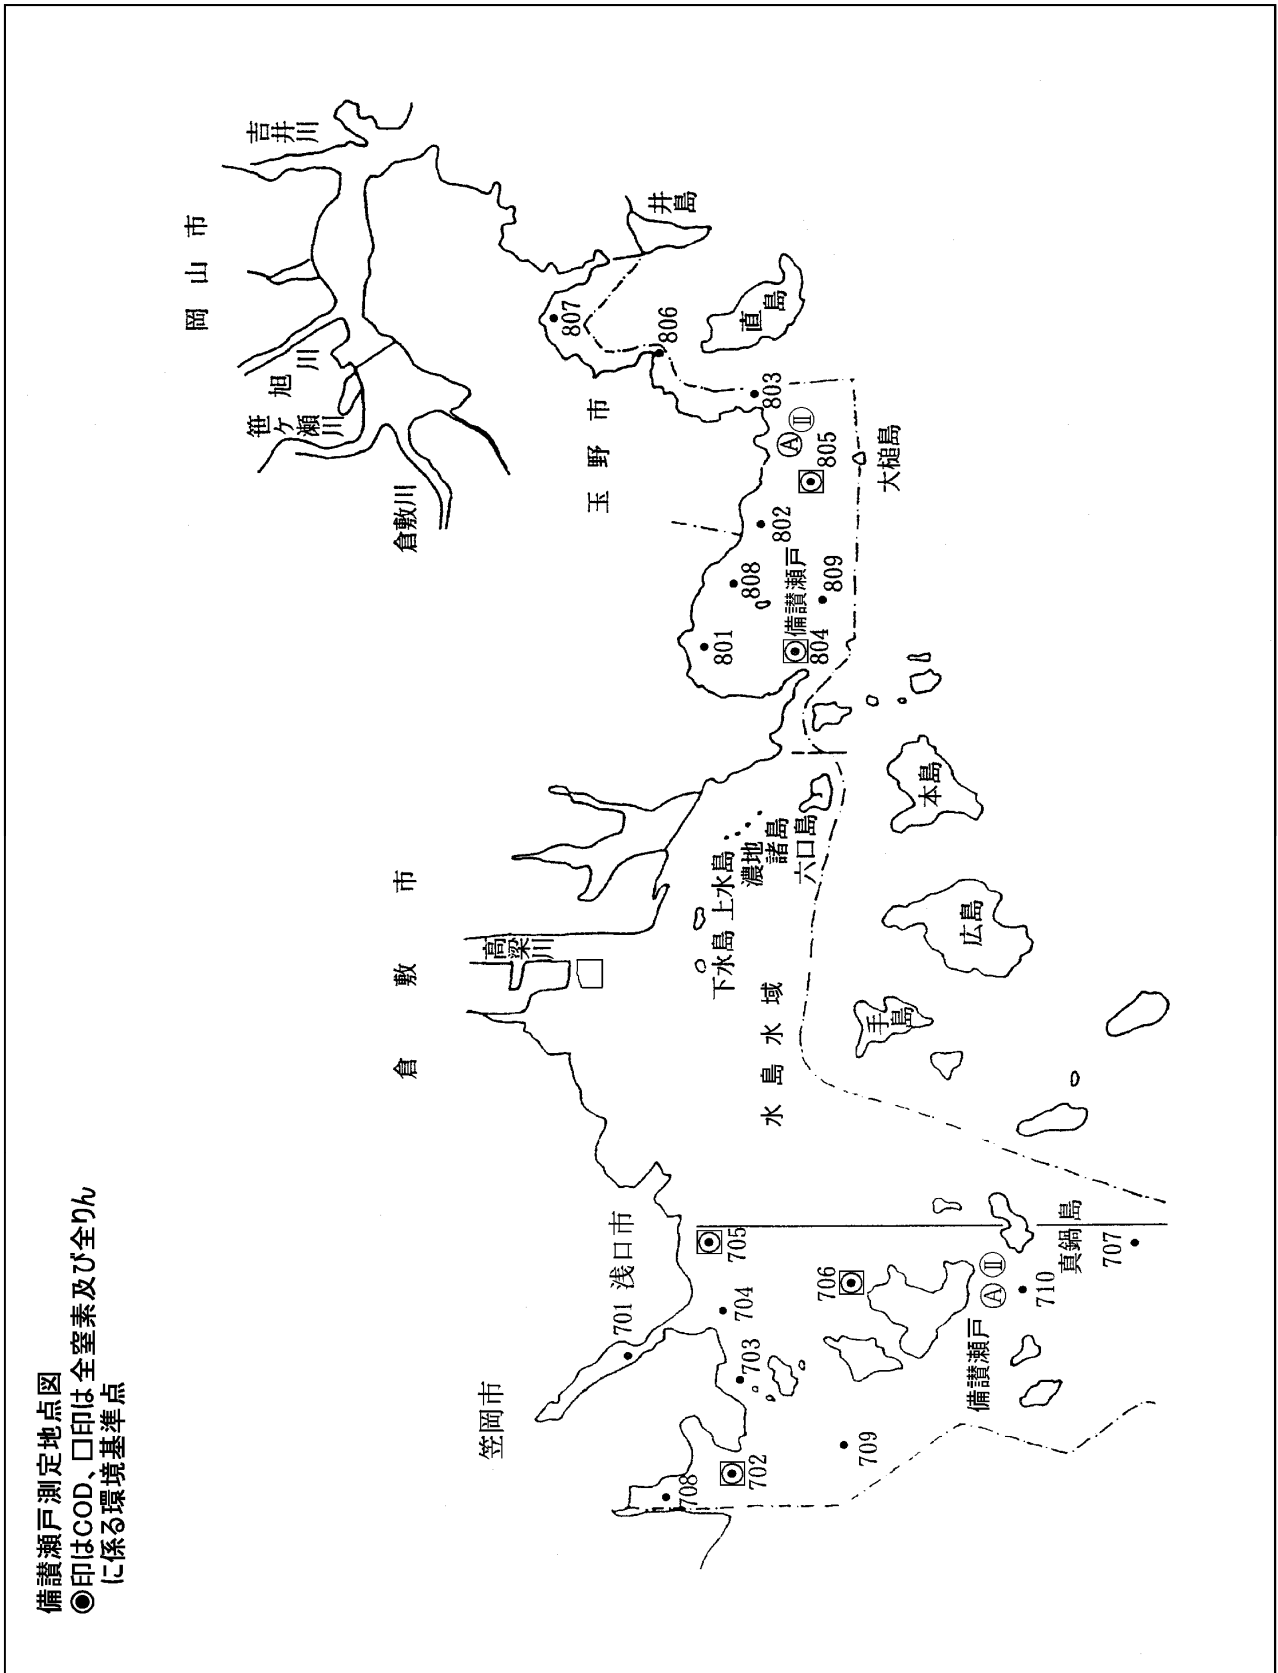 備讃瀬戸測定地点図
◉印はCOD、□印は全窒素及び全りん
に係る環境基準点
笠岡市
浅口市
倉敷市
玉野市
岡山市
高梁川
倉敷川
笹ヶ瀬川
旭川
吉井川
708
702
709
703
701
704
705
706
備讃瀬戸
Ⓐ Ⅱ
710
真鍋島
707
水島水域
下水島
上水島
濃地
諸島
六口島
手島
広島
本島
801
804
備讃瀬戸
808
809
802
805
Ⓐ Ⅱ
803
大槌島
806
807
直島
井島